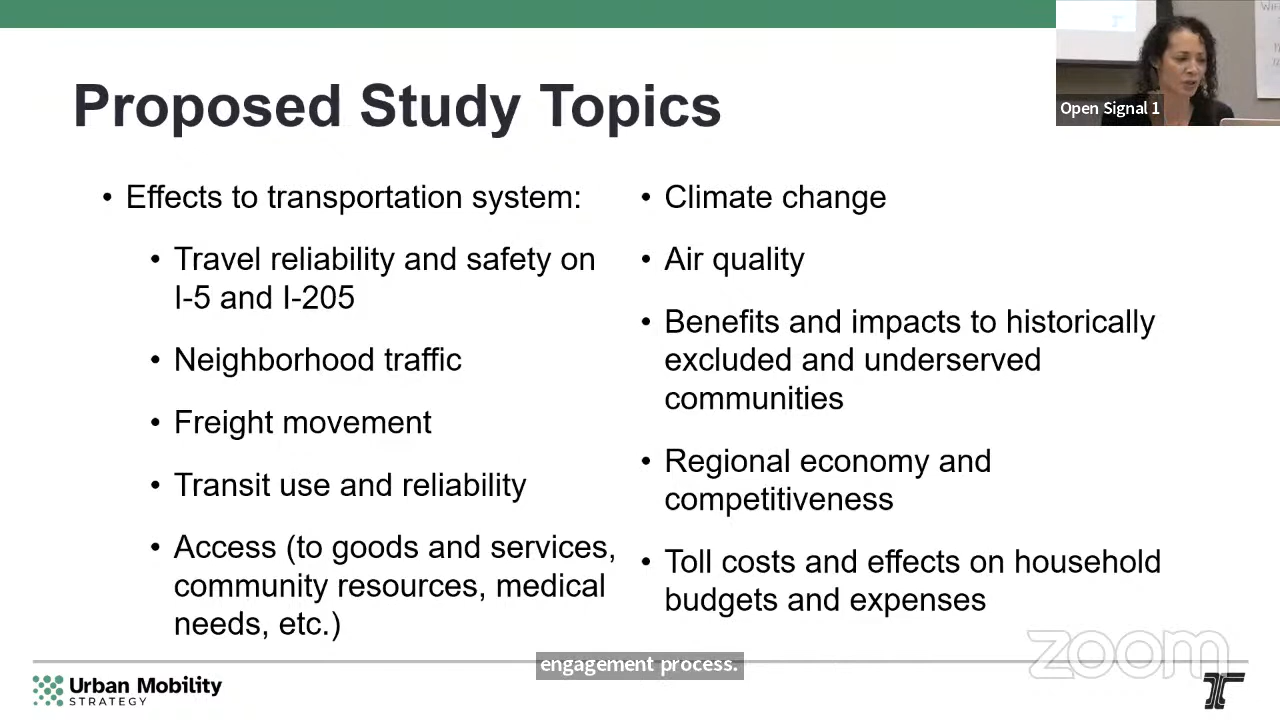 Proposed Study Topics
Open Signal 1
• Effects to transportation system:
• Travel reliability and safety on
I-5 and I-205
• Neighborhood traffic
• Freight movement
• Transit use and reliability
• Access (to goods and services,
community resources, medical
needs, etc.)
• Climate change
• Air quality
• Benefits and impacts to historically
excluded and underserved
communities
• Regional economy and
competitiveness
• Toll costs and effects on household
budgets and expenses
zoom
engagement process.
Urban Mobility
STRATEGY